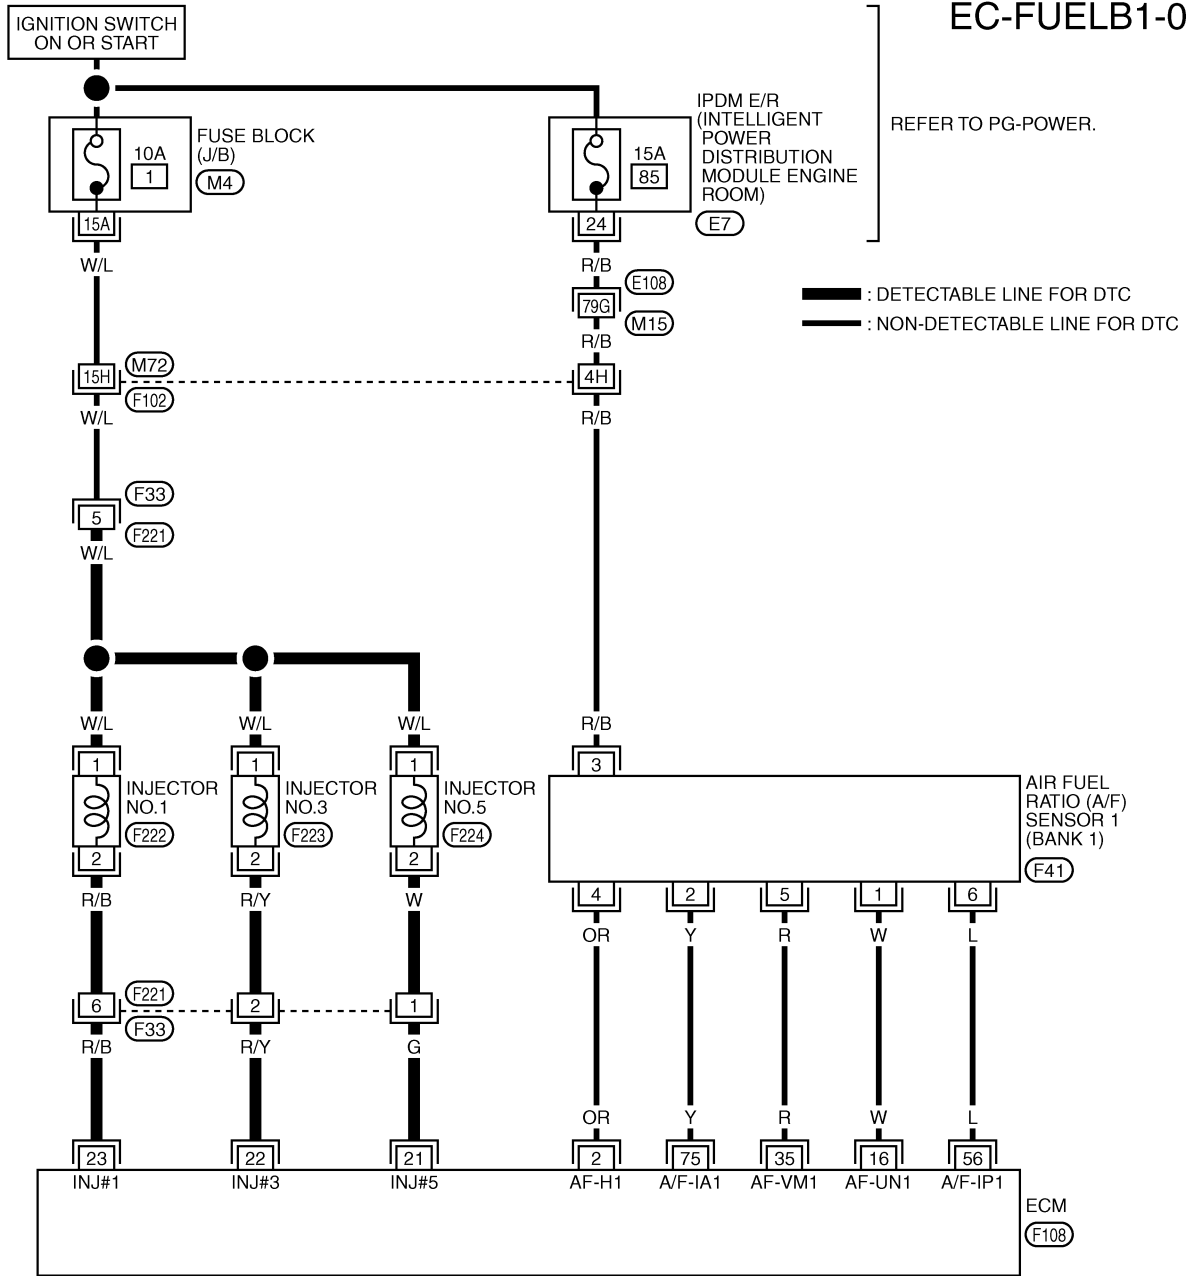 EC-FUELB1-0
IGNITION SWITCH
ON OR START
10A
1
FUSE BLOCK
(J/B)
M4
15A
85
IPDM E/R
(INTELLIGENT
POWER
DISTRIBUTION
MODULE ENGINE
ROOM)
E7
REFER TO PG-POWER.
15A
24
W/L
R/B
E108
79G
M15
R/B
: DETECTABLE LINE FOR DTC
: NON-DETECTABLE LINE FOR DTC
15H
M72
F102
4H
W/L
R/B
5
F33
F221
W/L
W/L
W/L
W/L
R/B
1
1
1
3
INJECTOR
NO.1
F222
INJECTOR
NO.3
F223
INJECTOR
NO.5
F224
AIR FUEL
RATIO (A/F)
SENSOR 1
(BANK 1)
F41
2
2
2
4
2
5
1
6
R/B
R/Y
W
OR
Y
R
W
L
6
F221
F33
2
1
R/B
R/Y
G
OR
Y
R
W
L
23
22
21
2
75
35
16
56
INJ#1
INJ#3
INJ#5
AF-H1
A/F-IA1
AF-VM1
AF-UN1
A/F-IP1
ECM
F108